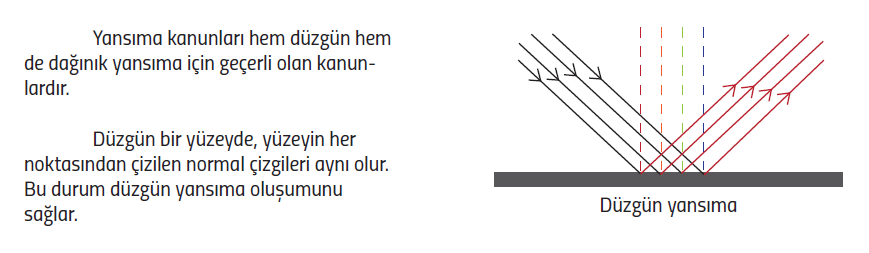 Yansıma kanunları hem düzgün hem
de dağınık yansıma için geçerli olan kanun-
lardır.
Düzgün bir yüzeyde, yüzeyin her
noktasından çizilen normal çizgileri aynı olur.
Bu durum düzgün yansıma oluşumunu
sağlar.
Düzgün yansıma